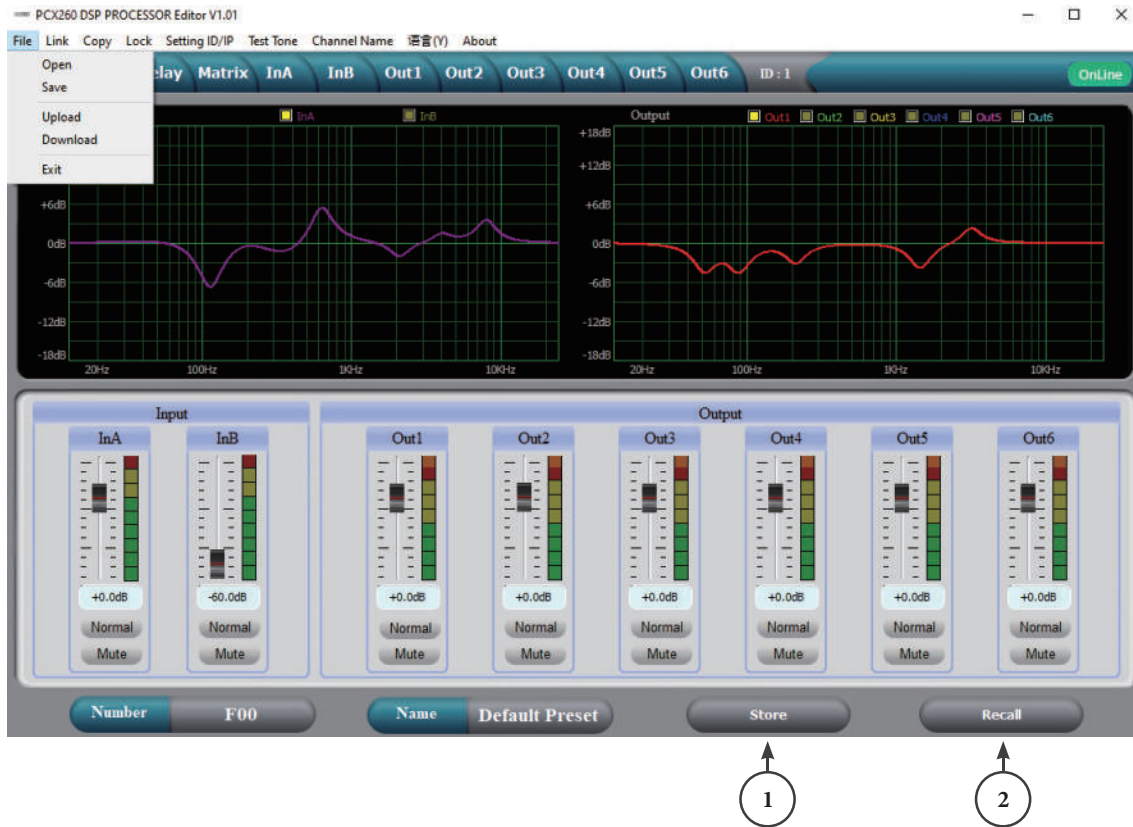 PCX260 DSP PROCESSOR Editor V1.01
File Link Copy Lock Setting ID/IP Test Tone Channel Name 语言(Y) About
Open
Save
Upload
Download
Exit
elay Matrix InA InB Out1 Out2 Out3 Out4 Out5 Out6 ID : 1 OnLine
InA InB
+6dB
0dB
-6dB
-12dB
-18dB
20Hz 100Hz 1KHz 10KHz
Output Out1 Out2 Out3 Out4 Out5 Out6
+18dB
+12dB
+6dB
0dB
-6dB
-12dB
-18dB
20Hz 100Hz 1KHz 10KHz
Input Output
InA InB Out1 Out2 Out3 Out4 Out5 Out6
+0.0dB -60.0dB +0.0dB +0.0dB +0.0dB +0.0dB +0.0dB +0.0dB
Normal Normal Normal Normal Normal Normal Normal Normal
Mute Mute Mute Mute Mute Mute Mute Mute
Number F00 Name Default Preset Store Recall
1 2